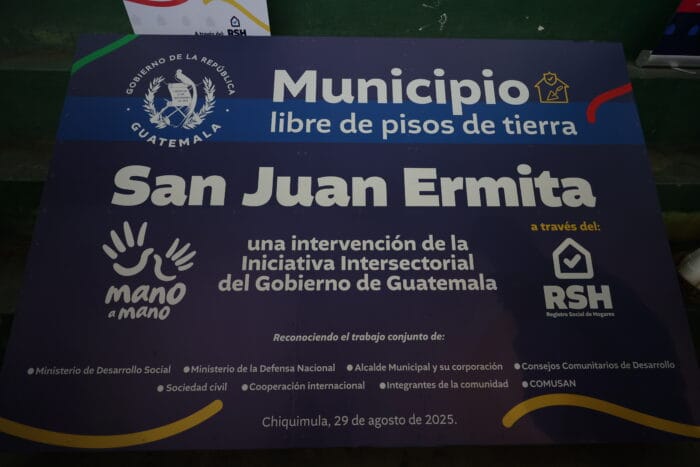 A través del:
RSH
GOBIERNO DE LA REPÚBLICA
GUATEMALA
Municipio
libre de pisos de tierra
San Juan Ermita
mano
a mano
una intervención de la
Iniciativa Intersectorial
del Gobierno de Guatemala
a través del:
RSH
Registro Social de Hogares
Reconociendo el trabajo conjunto de:
● Ministerio de Desarrollo Social ● Ministerio de la Defensa Nacional ● Alcalde Municipal y su corporación ● Consejos Comunitarios de Desarrollo
● Sociedad civil ● Cooperación internacional ● Integrantes de la comunidad ● COMUSAN
Chiquimula, 29 de agosto de 2025.